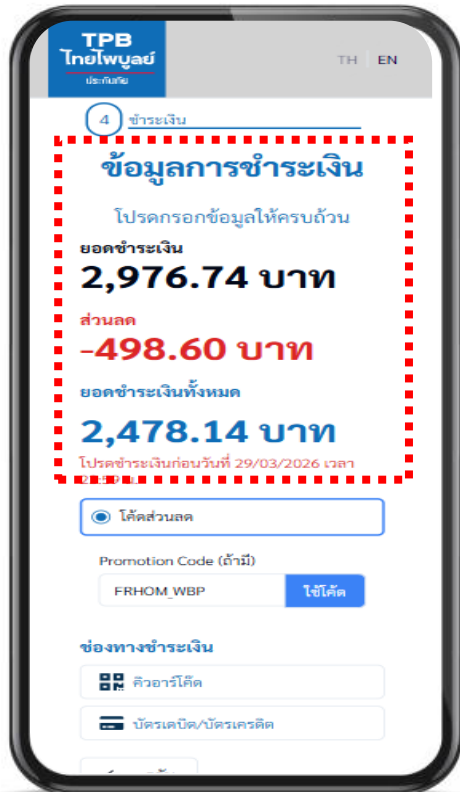 TPB
ไทยไพบูลย์
ประกันภัย
TH EN
4 ชำระเงิน
ข้อมูลการชำระเงิน
โปรดกรอกข้อมูลให้ครบถ้วน
ยอดชำระเงิน
2,976.74 บาท
ส่วนลด
-498.60 บาท
ยอดชำระเงินทั้งหมด
2,478.14 บาท
โปรดชำระเงินก่อนวันที่ 29/03/2026 เวลา
โค้ดส่วนลด
Promotion Code (ถ้ามี)
FRHOM_WBP
ใช้โค้ด
ช่องทางชำระเงิน
คิวอาร์โค๊ด
บัตรเดบิต/บัตรเครดิต